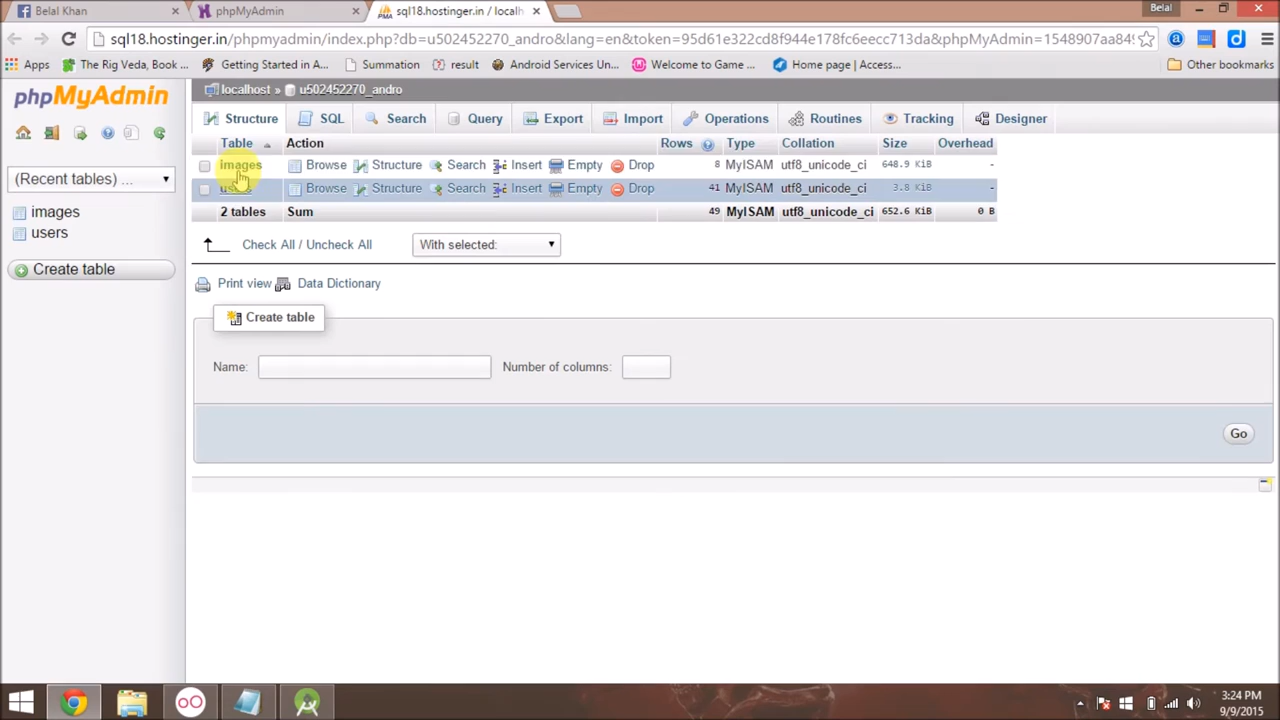 Belal Khan
phpMyAdmin
sql18.hostinger.in / localh
Belal
sql18.hostinger.in/phpmyadmin/index.php?db=u502452270_andro&lang=en&token=95d61e322cd8f944e178fc6eecc713da&phpMyAdmin=1548907aa849
Apps
The Rig Veda, Book ...
Getting Started in A...
Summation
result
Android Services Un...
Welcome to Game ...
Home page | Access...
Other bookmarks
phpMyAdmin
(Recent tables) ...
images
users
Create table
localhost » u502452270_andro
Structure SQL Search Query Export Import Operations Routines Tracking Designer
Table Action Rows Type Collation Size Overhead
images Browse Structure Search Insert Empty Drop 8 MyISAM utf8_unicode_ci 648.9 KiB -
Browse Structure Search Insert Empty Drop 41 MyISAM utf8_unicode_ci 3.8 KiB -
2 tables Sum 49 MyISAM utf8_unicode_ci 652.6 KiB 0 B
Check All / Uncheck All With selected:
Print view Data Dictionary
Create table
Name: Number of columns:
Go
3:24 PM
9/9/2015